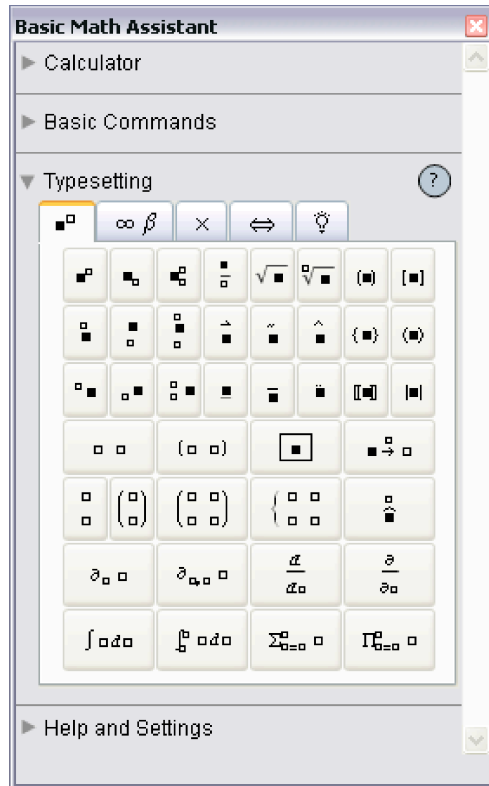 Basic Math Assistant
Calculator
Basic Commands
Typesetting ?
■▫ ∞ β × ⇔
■▫ ■▫ ■▫▫ ■/▫ √■ ▫√■ (■) [■]
▫■ ■▫ ▫■▫ ⇀■ ~■ ^■ {■} ⟨■⟩
▫■ ▫■ ▫▫■ ■ ‾■ ¨■ 〚■〛 |■|
▫ ▫ (▫ ▫) ■ ■ →▫ ▫
▫ ▫ (▫ ▫) (▫ ▫ ▫ ▫) { ▫ ▫ ▫ ▫ ▫ ^ ■
∂▫ ▫ ∂▫,▫ ▫ d/d▫ ∂/∂▫
∫▫d▫ ∫▫▫ ▫d▫ Σ▫▫=▫ ▫ Π▫▫=▫ ▫
Help and Settings